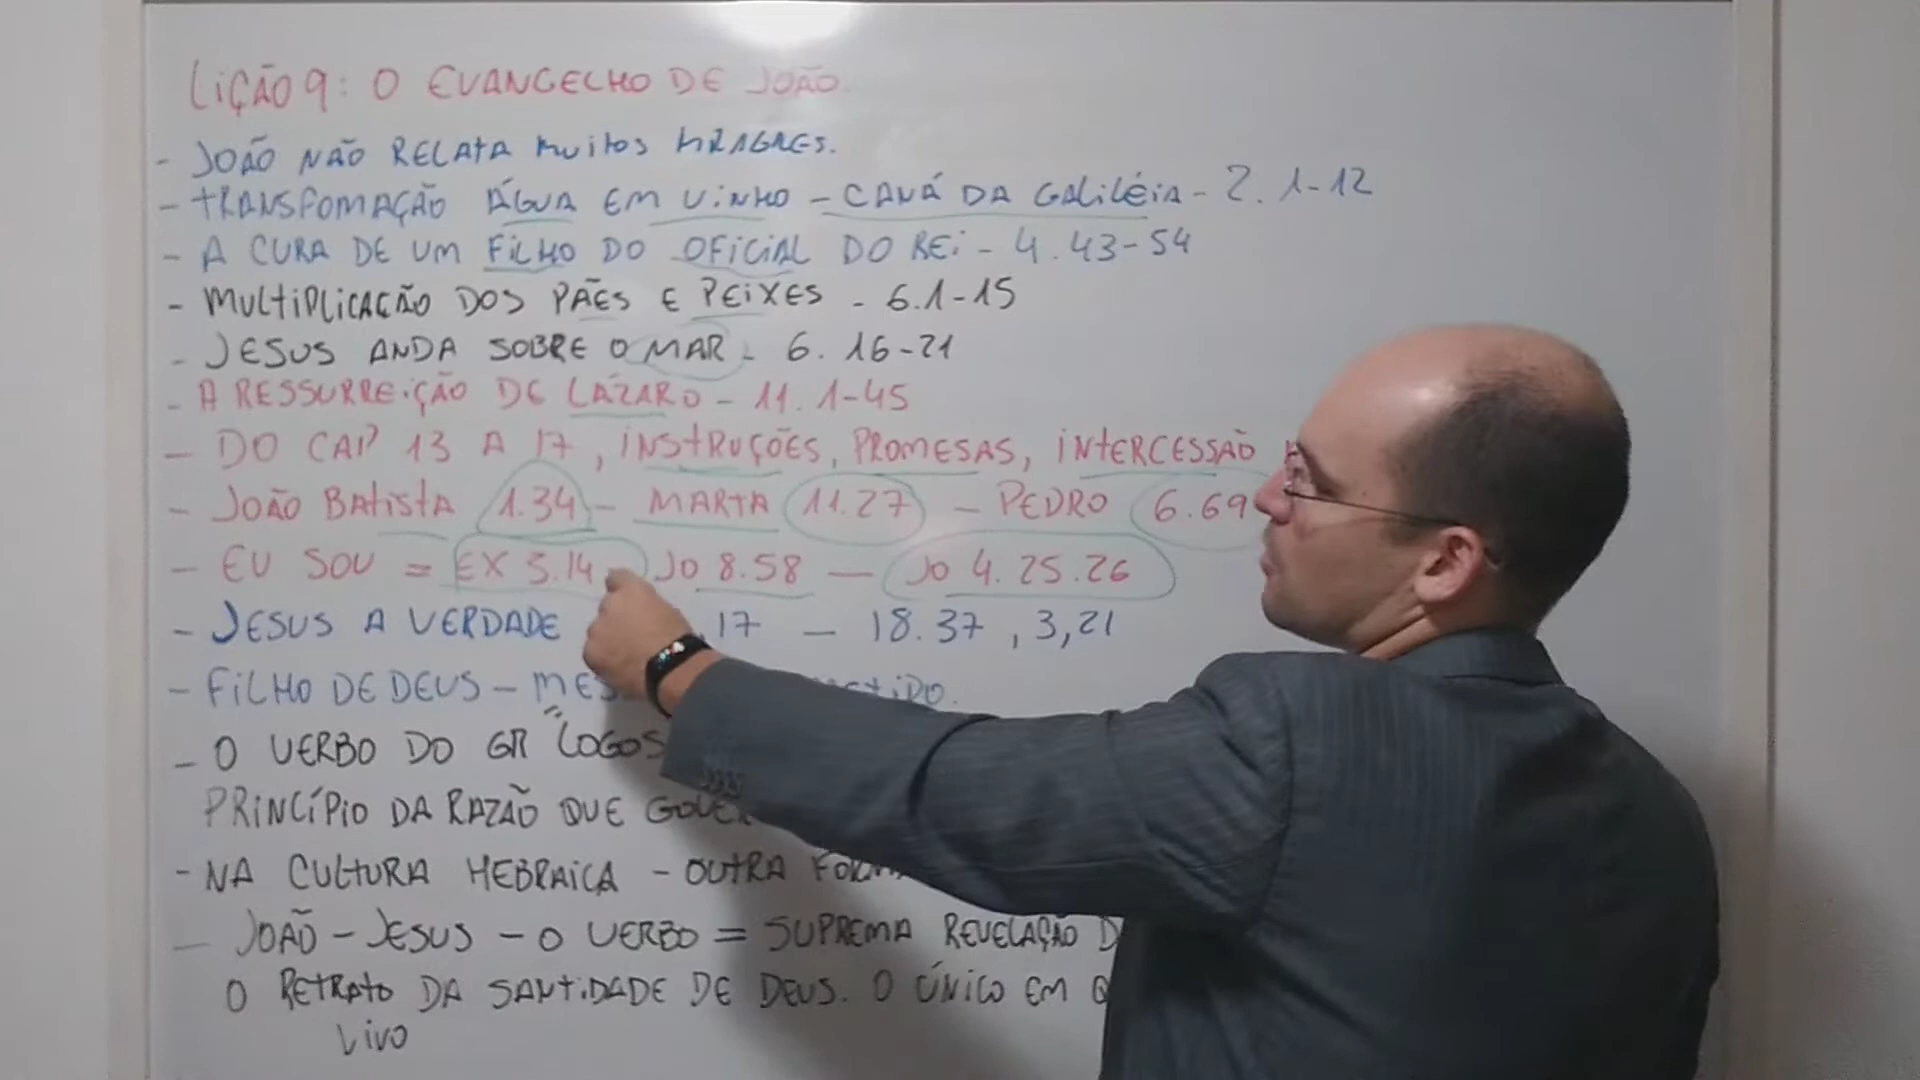 LIÇÃO 9: O EVANGELHO DE JOÃO.
- JOÃO NÃO RELATA MUITOS MILAGRES.
- TRANSFOMAÇÃO ÁGUA EM VINHO - CANÁ DA GALILÉIA - 2. 1-12
- A CURA DE UM FILHO DO OFICIAL DO REI - 4. 43-54
- MULTIPLICAÇÃO DOS PÃES E PEIXES - 6.1-15
- JESUS ANDA SOBRE O MAR - 6. 16-21
- A RESSURREIÇÃO DE LÁZARO - 11. 1-45
- DO CAP 13 A 17, INSTRUÇÕES, PROMESAS, INTERCESSÃO
- JOÃO BATISTA 1.34 - MARTA 11.27 - PEDRO 6.69
- EU SOU = EX 3.14 JO 8.58 - JO 4. 25.26
- JESUS A VERDADE .17 - 18.37, 3,21
- FILHO DE DEUS - MES
- O VERBO DO GR "LOGOS
PRINCÍPIO DA RAZÃO QUE GOVER
- NA CULTURA HEBRAICA - OUTRA FORM
- JOÃO - JESUS - O VERBO = SUPREMA REVELAÇÃO D
O RETRATO DA SANTIDADE DE DEUS. O ÚNICO EM Q
VIVO